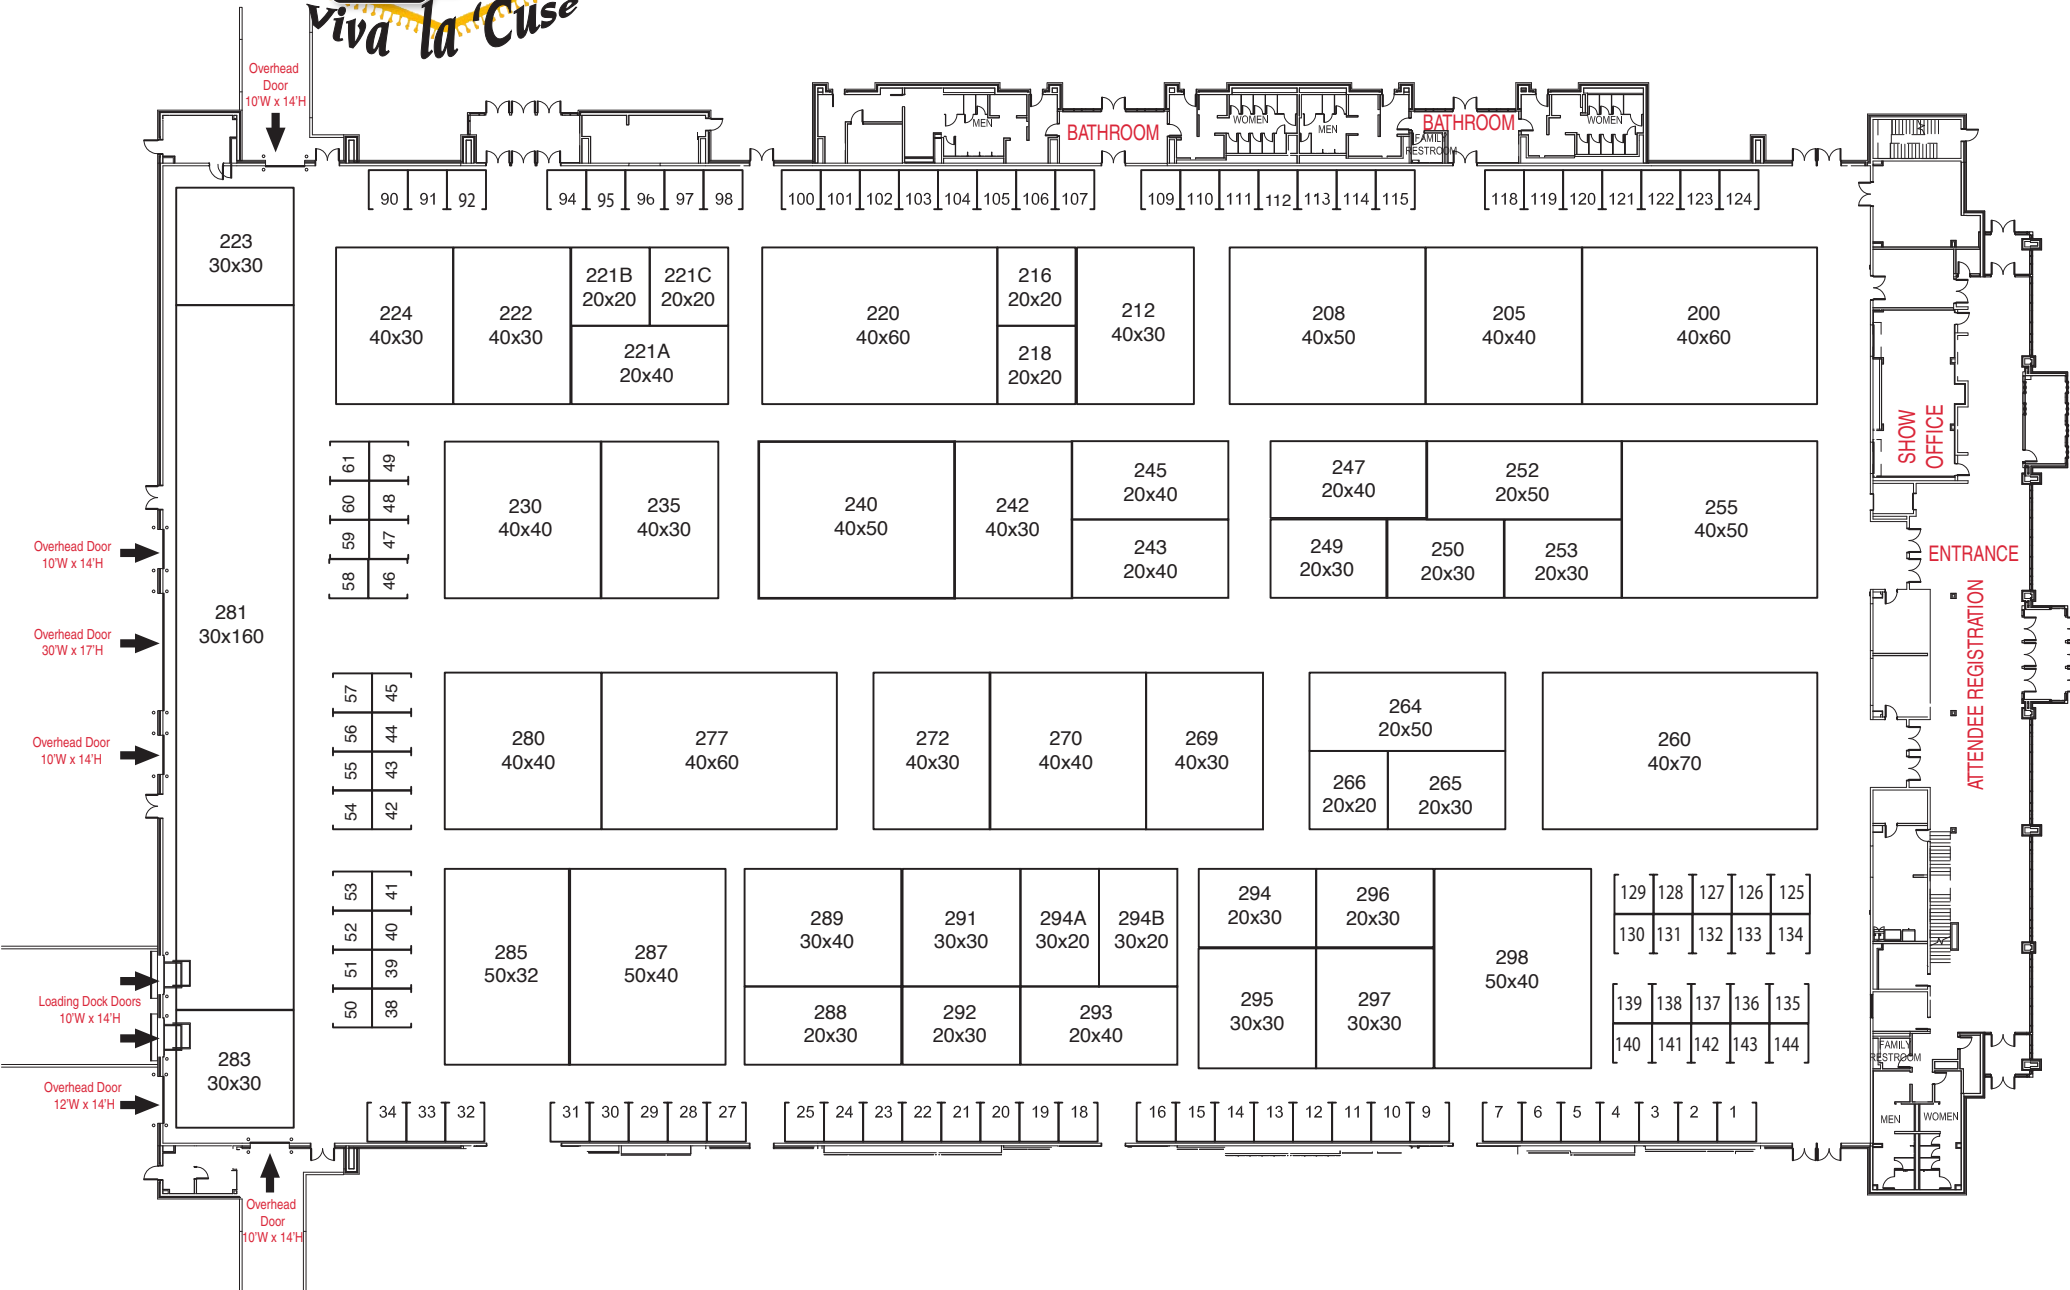 Viva la 'Cuse
Overhead
Door
10'W x 14'H
MEN
BATHROOM
WOMEN
MEN
FAMILY
RESTROOM
BATHROOM
WOMEN
90 91 92 94 95 96 97 98 100 101 102 103 104 105 106 107 109 110 111 112 113 114 115 118 119 120 121 122 123 124
223
30x30
224
40x30
222
40x30
221B
20x20
221C
20x20
221A
20x40
220
40x60
216
20x20
218
20x20
212
40x30
208
40x50
205
40x40
200
40x60
SHOW
OFFICE
61 49
60 48
59 47
58 46
230
40x40
235
40x30
240
40x50
242
40x30
245
20x40
243
20x40
247
20x40
252
20x50
249
20x30
250
20x30
253
20x30
255
40x50
ENTRANCE
ATTENDEE REGISTRATION
Overhead Door
10'W x 14'H
281
30x160
Overhead Door
30'W x 17'H
Overhead Door
10'W x 14'H
57 45
56 44
55 43
54 42
280
40x40
277
40x60
272
40x30
270
40x40
269
40x30
264
20x50
266
20x20
265
20x30
260
40x70
53 41
52 40
51 39
50 38
285
50x32
287
50x40
289
30x40
291
30x30
294A
30x20
294B
30x20
288
20x30
292
20x30
293
20x40
294
20x30
296
20x30
295
30x30
297
30x30
298
50x40
129 128 127 126 125
130 131 132 133 134
139 138 137 136 135
140 141 142 143 144
Loading Dock Doors
10'W x 14'H
283
30x30
Overhead Door
12'W x 14'H
FAMILY
RESTROOM
MEN
WOMEN
34 33 32 31 30 29 28 27 25 24 23 22 21 20 19 18 16 15 14 13 12 11 10 9 7 6 5 4 3 2 1
Overhead
Door
10'W x 14'H